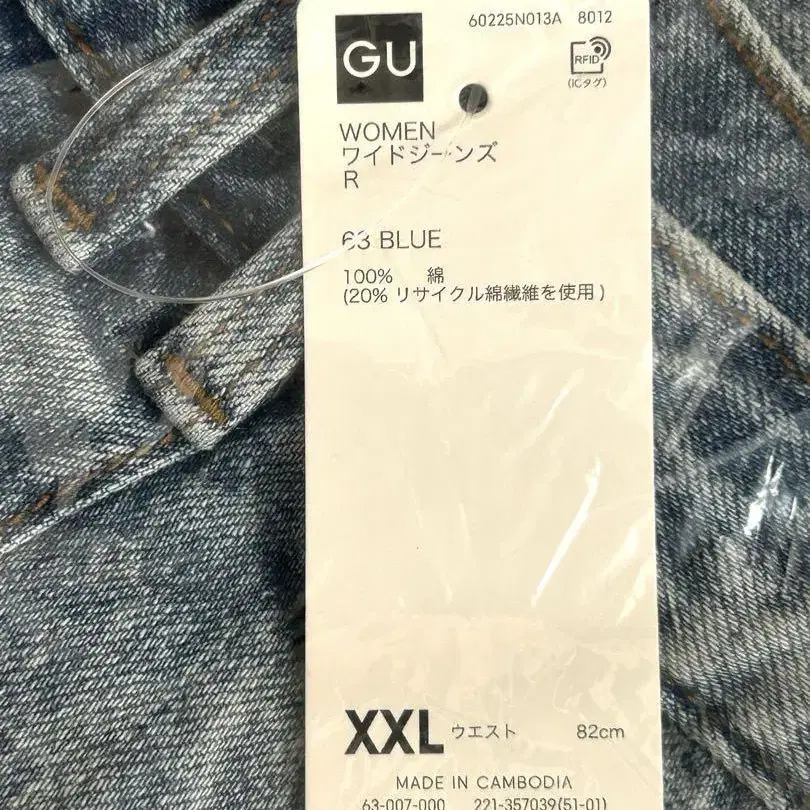 60225N013A 8012
GU
RFID
(ICタグ)
WOMEN
ワイドジーンズ
R
63 BLUE
100% 綿
(20% リサイクル綿繊維を使用)
XXL ウエスト 82cm
MADE IN CAMBODIA
63-007-000 221-357039(51-01)